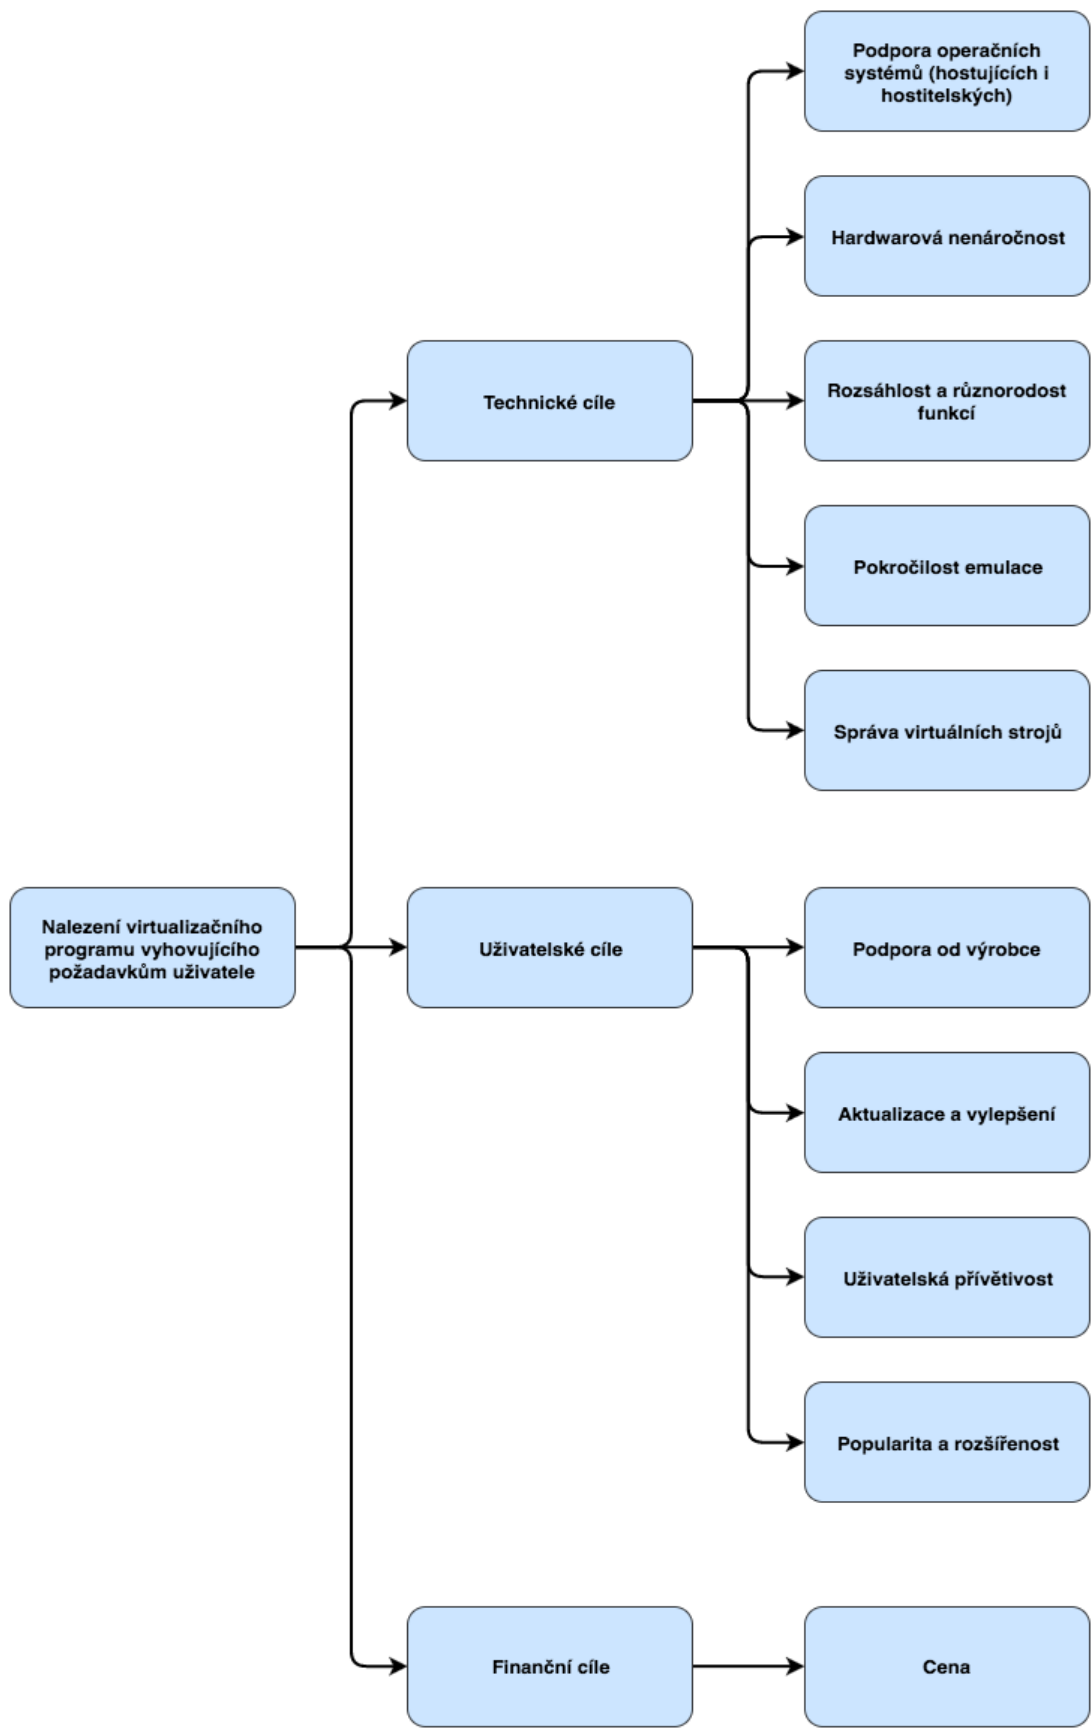 Podpora operačních
systémů (hostujících i
hostitelských)
Hardwarová nenáročnost
Technické cíle
Rozsáhlost a různorodost
funkcí
Pokročilost emulace
Správa virtuálních strojů
Nalezení virtualizačního
programu vyhovujícího
požadavkům uživatele
Uživatelské cíle
Podpora od výrobce
Aktualizace a vylepšení
Uživatelská přívětivost
Popularita a rozšířenost
Finanční cíle
Cena